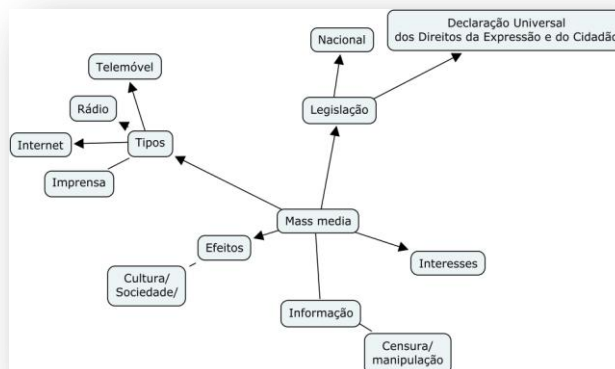 Declaração Universal
dos Direitos da Expressão e do Cidadão
Nacional
Telemóvel
Rádio
Legislação
Internet
Tipos
Imprensa
Mass media
Efeitos
Interesses
Cultura/
Sociedade/
Informação
Censura/
manipulação